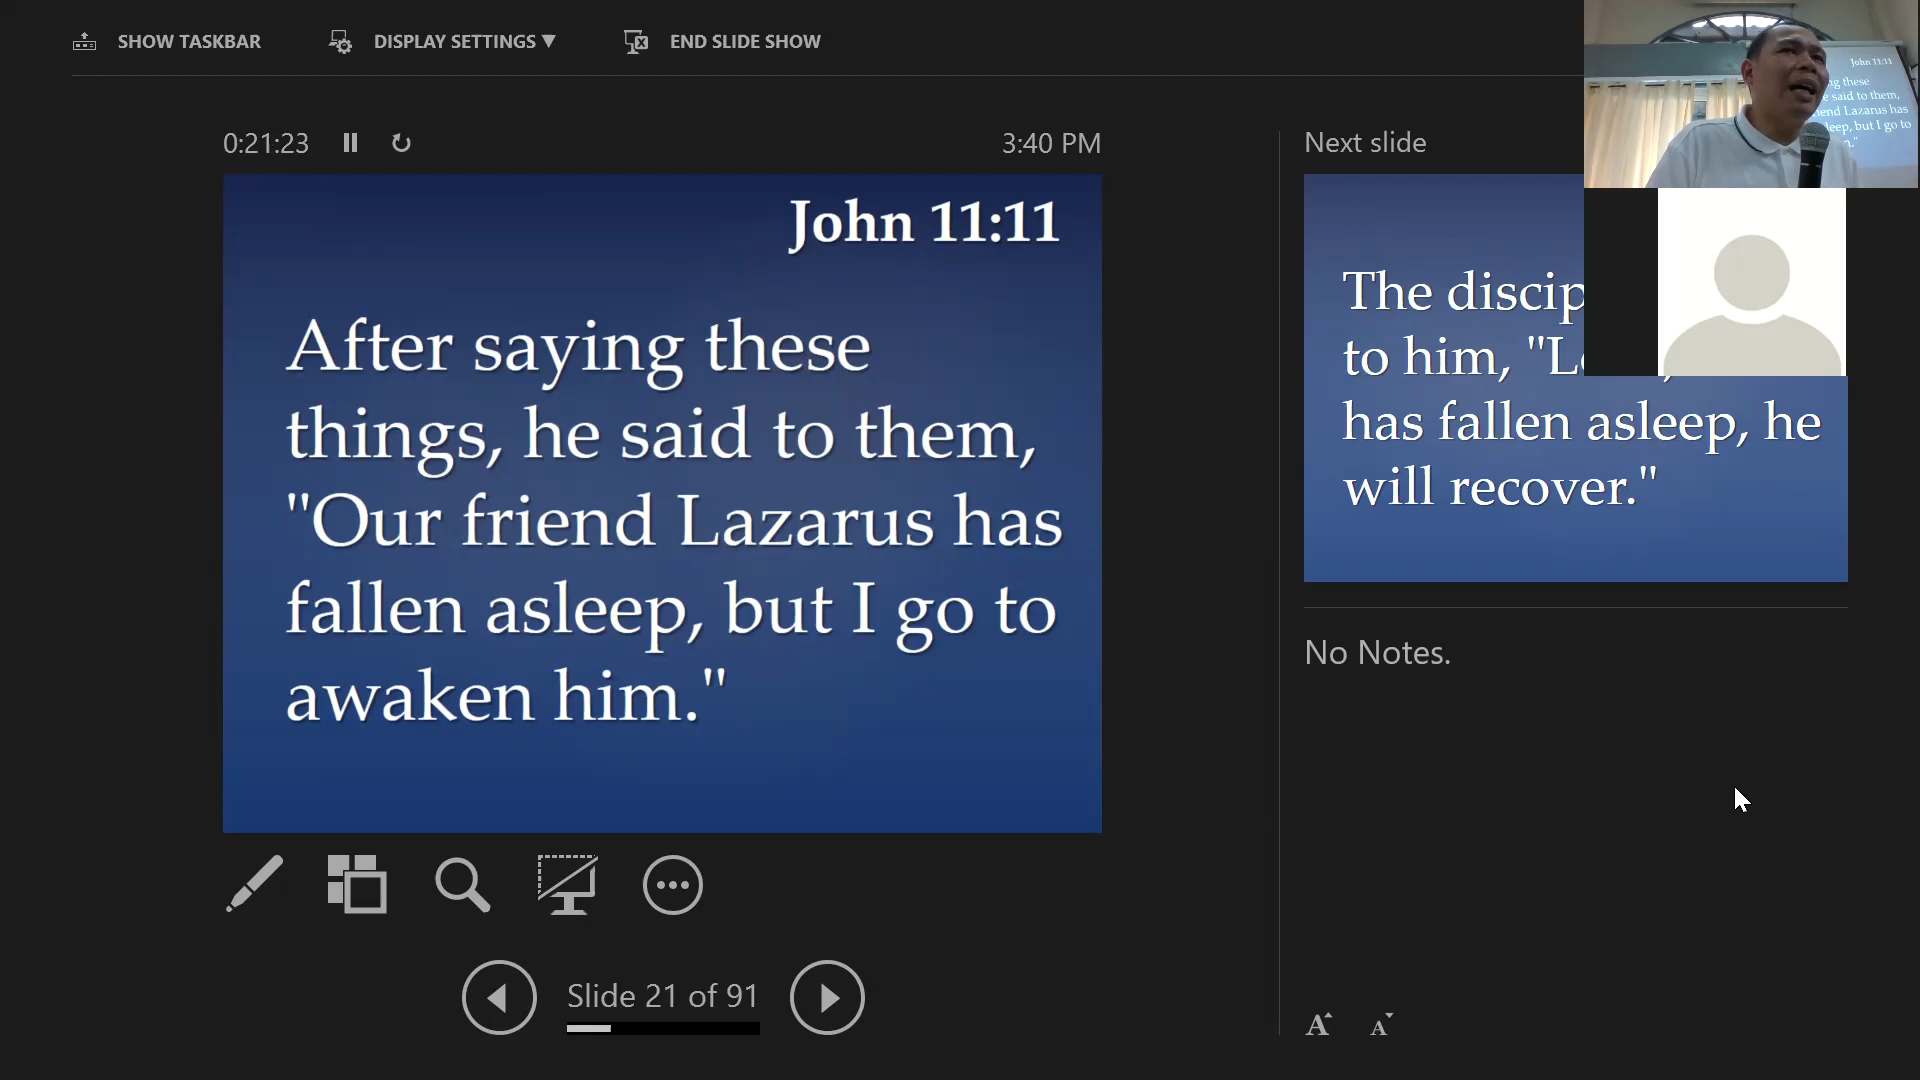 SHOW TASKBAR
DISPLAY SETTINGS ▼
END SLIDE SHOW
0:21:23
3:40 PM
John 11:11
After saying these
things, he said to them,
"Our friend Lazarus has
fallen asleep, but I go to
awaken him."
Slide 21 of 91
Next slide
The
to him,
has fallen asleep, he
will recover."
No Notes.
A
A
John 11:11
these
said to them,
Lazarus has
but I go to